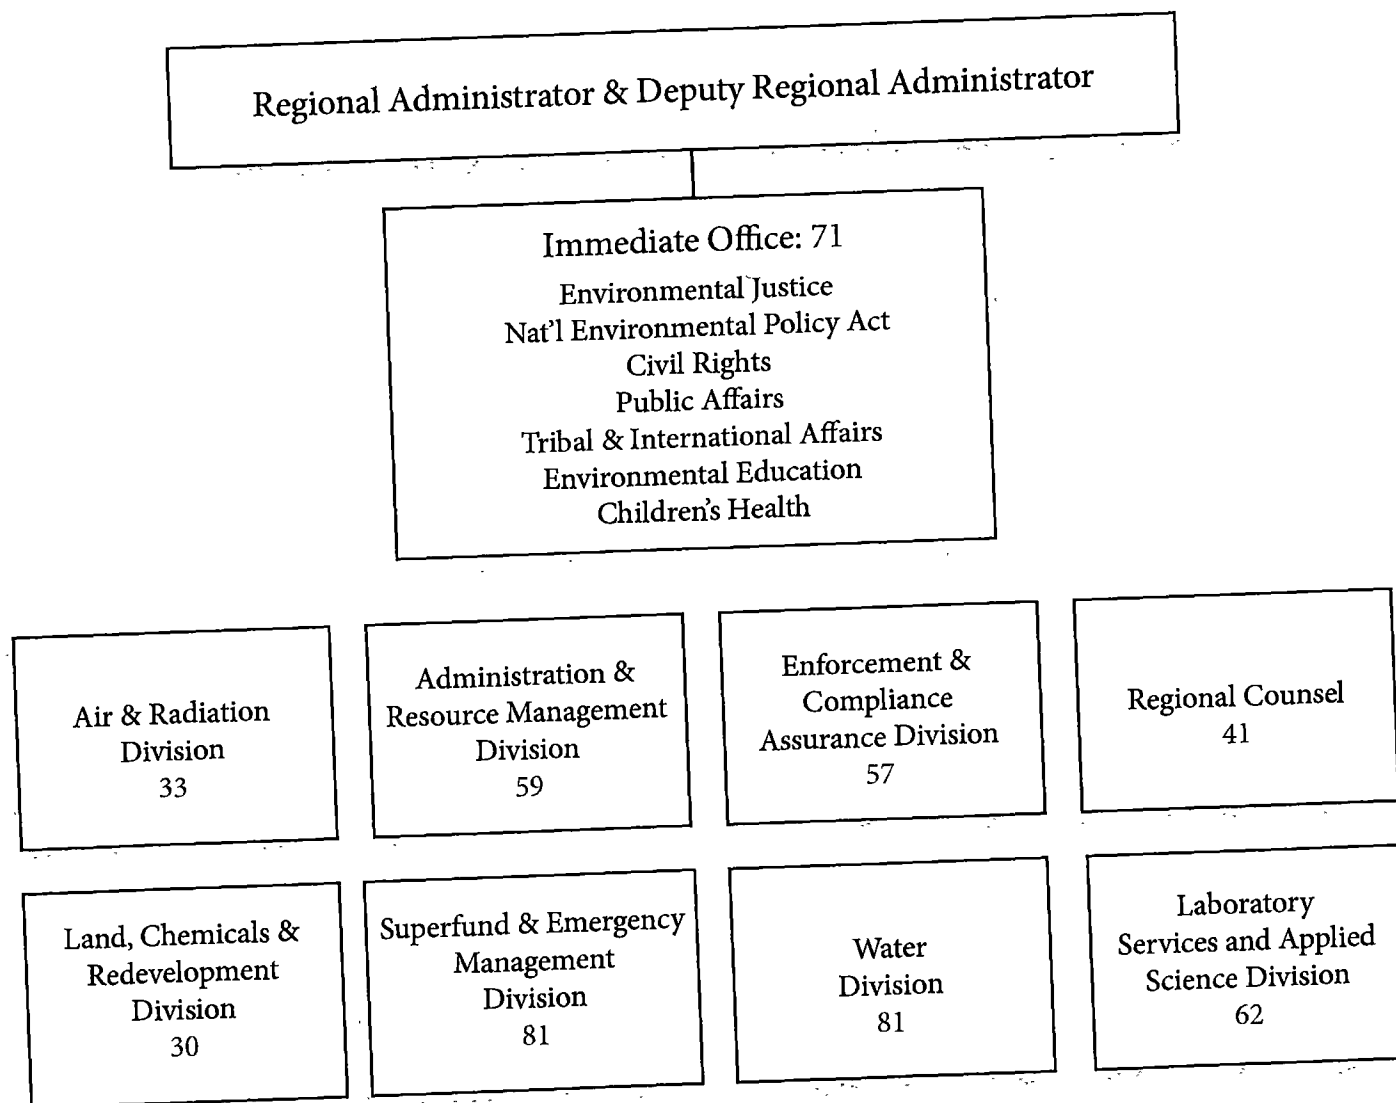 Regional Administrator & Deputy Regional Administrator
Immediate Office: 71
Environmental Justice
Nat’l Environmental Policy Act
Civil Rights
Public Affairs
Tribal & International Affairs
Environmental Education
Children’s Health
Air & Radiation
Division
33
Administration &
Resource Management
Division
59
Enforcement &
Compliance
Assurance Division
57
Regional Counsel
41
Land, Chemicals &
Redevelopment
Division
30
Superfund & Emergency
Management
Division
81
Water
Division
81
Laboratory
Services and Applied
Science Division
62